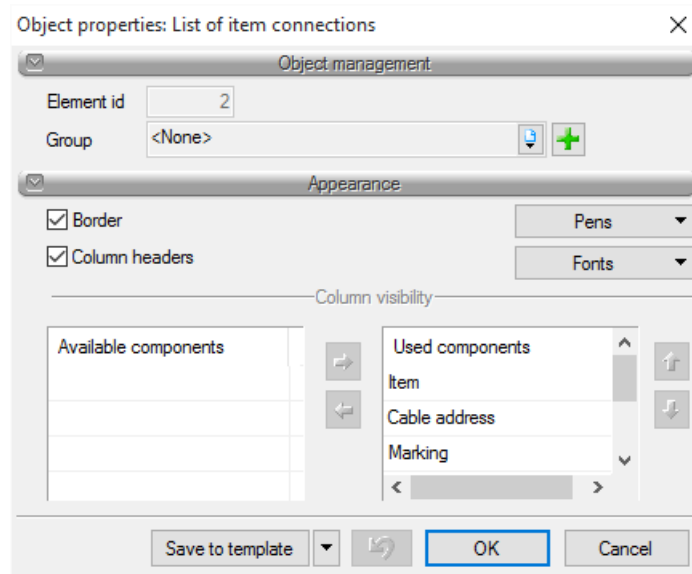 Object properties: List of item connections
Object management
Element id 2
Group <None>
Appearance
Border Pens
Column headers Fonts
Column visibility
Available components Used components
Item
Cable address
Marking
Save to template OK Cancel